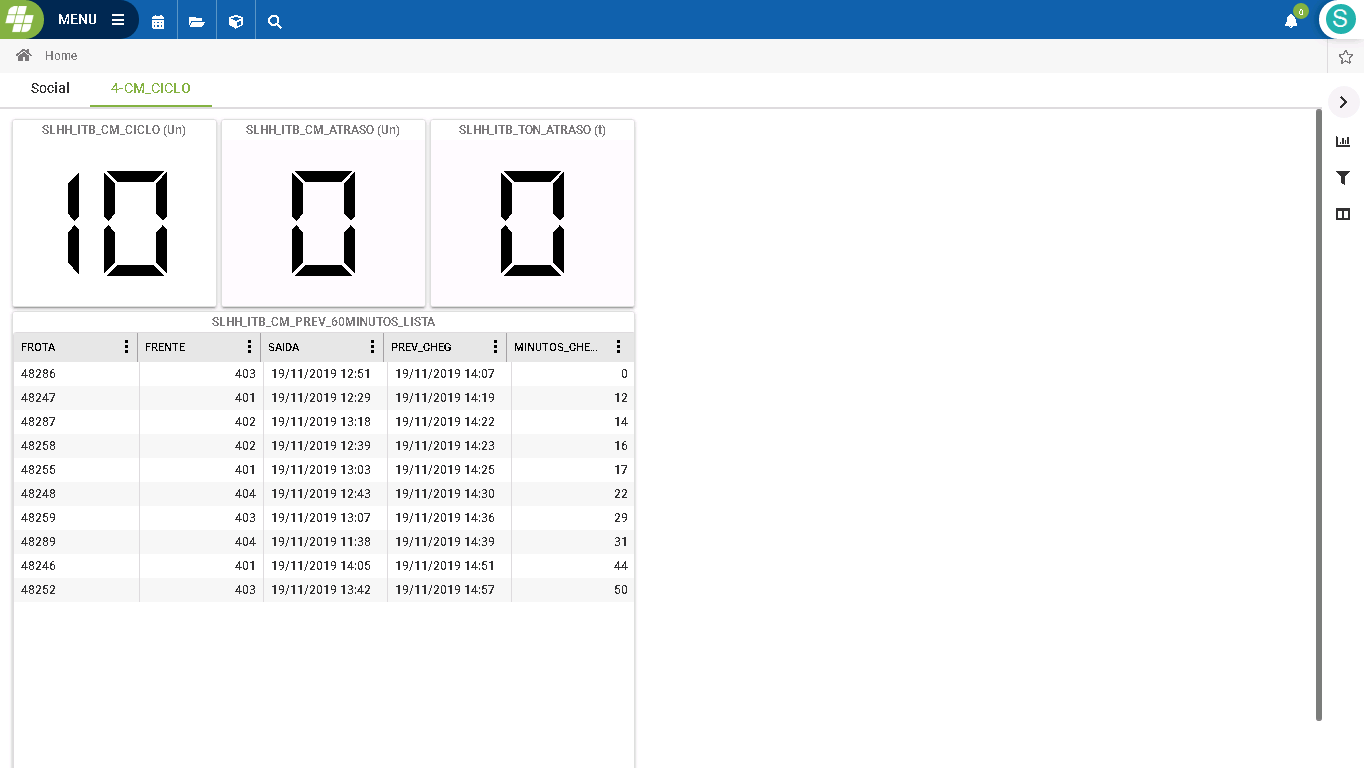 MENU
0
S
Home
Social 4-CM_CICLO
SLHH_ITB_CM_CICLO (Un) SLHH_ITB_CM_ATRASO (Un) SLHH_ITB_TON_ATRASO (t)
10 0 0
SLHH_ITB_CM_PREV_60MINUTOS_LISTA
FROTA FRENTE SAIDA PREV_CHEG MINUTOS_CHE...
48286 403 19/11/2019 12:51 19/11/2019 14:07 0
48247 401 19/11/2019 12:29 19/11/2019 14:19 12
48287 402 19/11/2019 13:18 19/11/2019 14:22 14
48258 402 19/11/2019 12:39 19/11/2019 14:23 16
48255 401 19/11/2019 13:03 19/11/2019 14:25 17
48248 404 19/11/2019 12:43 19/11/2019 14:30 22
48259 403 19/11/2019 13:07 19/11/2019 14:36 29
48289 404 19/11/2019 11:38 19/11/2019 14:39 31
48246 401 19/11/2019 14:05 19/11/2019 14:51 44
48252 403 19/11/2019 13:42 19/11/2019 14:57 50